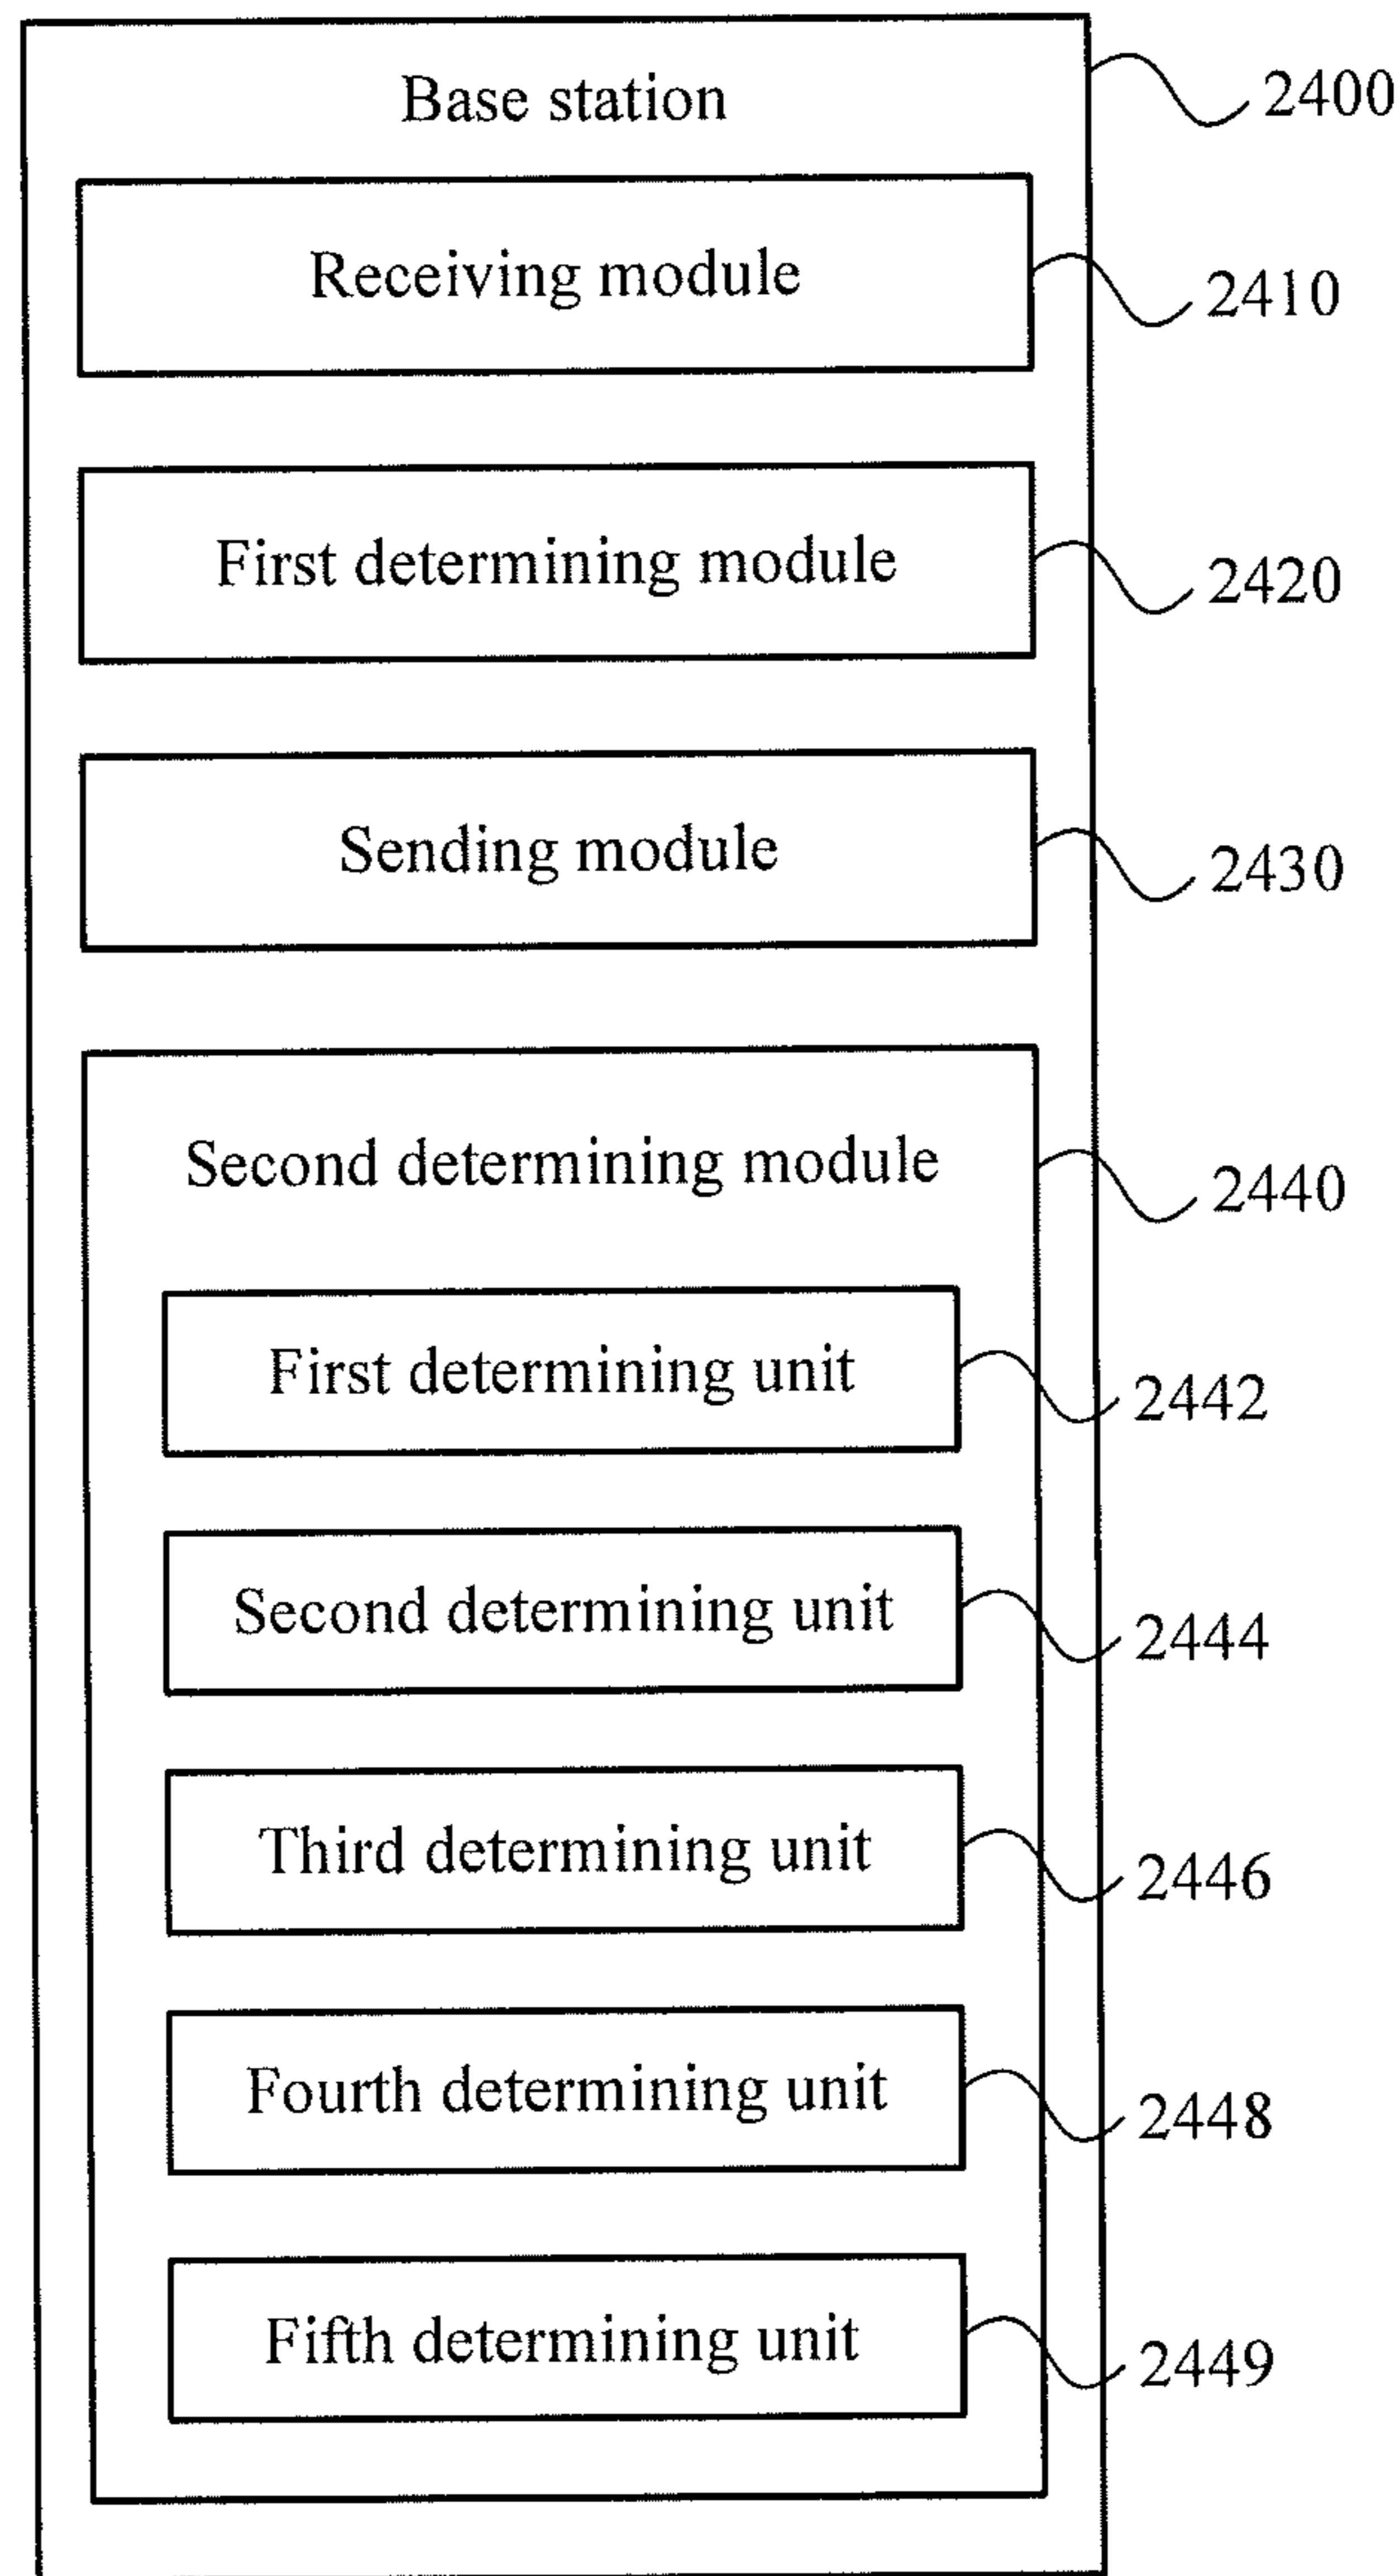 Base station
2400
Receiving module
2410
First determining module
2420
Sending module
2430
Second determining module
2440
First determining unit
2442
Second determining unit
2444
Third determining unit
2446
Fourth determining unit
2448
Fifth determining unit
2449